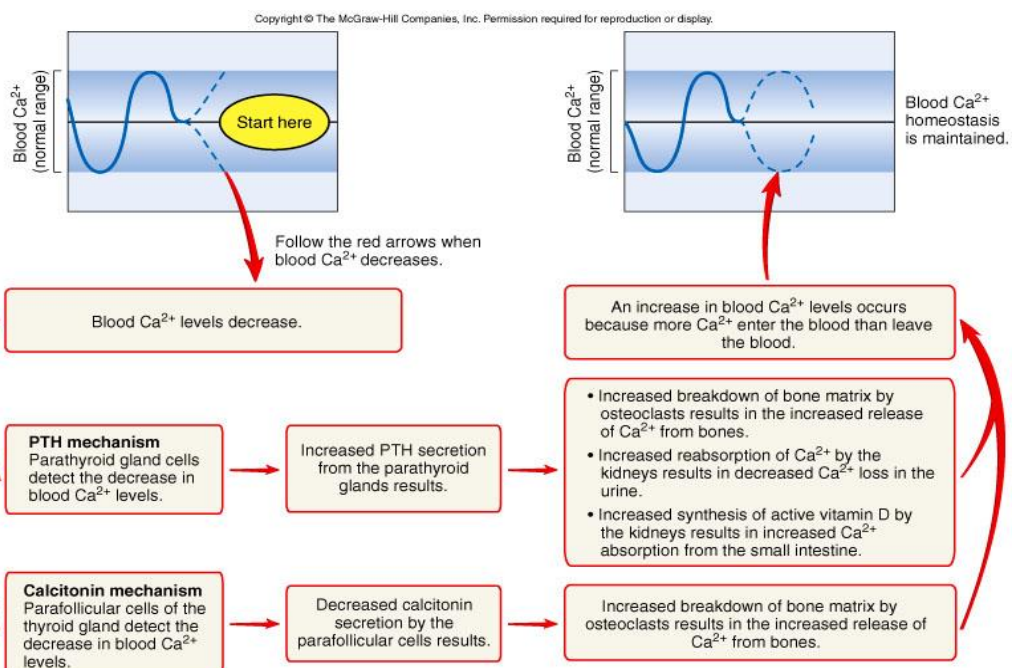 Copyright © The McGraw-Hill Companies, Inc. Permission required for reproduction or display.
Blood Ca²⁺
(normal range)
Start here
Blood Ca²⁺
(normal range)
Blood Ca²⁺
homeostasis
is maintained.
Follow the red arrows when
blood Ca²⁺ decreases.
Blood Ca²⁺ levels decrease.
An increase in blood Ca²⁺ levels occurs
because more Ca²⁺ enter the blood than leave
the blood.
PTH mechanism
Parathyroid gland cells
detect the decrease in
blood Ca²⁺ levels.
Increased PTH secretion
from the parathyroid
glands results.
• Increased breakdown of bone matrix by
osteoclasts results in the increased release
of Ca²⁺ from bones.
• Increased reabsorption of Ca²⁺ by the
kidneys results in decreased Ca²⁺ loss in the
urine.
• Increased synthesis of active vitamin D by
the kidneys results in increased Ca²⁺
absorption from the small intestine.
Calcitonin mechanism
Parafollicular cells of the
thyroid gland detect the
decrease in blood Ca²⁺
levels.
Decreased calcitonin
secretion by the
parafollicular cells results.
Increased breakdown of bone matrix by
osteoclasts results in the increased release of
Ca²⁺ from bones.